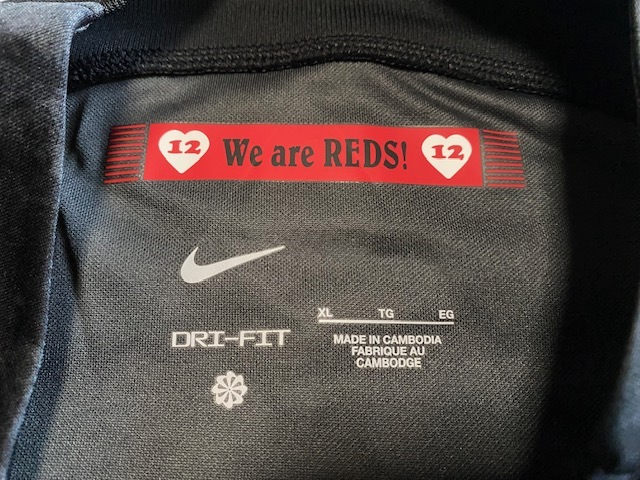 12 We are REDS! 12
DRI-FIT
XL TG EG
MADE IN CAMBODIA
FABRIQUE AU
CAMBODGE